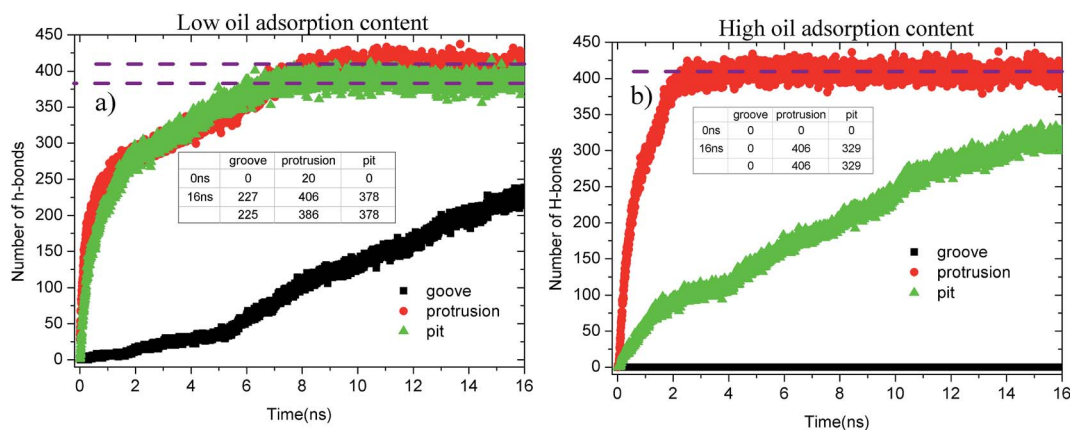 Low oil adsorption content
450
400
350
300
250
200
150
100
50
0
Number of h-bonds
a)
groove protrusion pit
0ns 0 20 0
16ns 227 406 378
225 386 378
goove
protrusion
pit
0 2 4 6 8 10 12 14 16
Time(ns)
High oil adsorption content
450
400
350
300
250
200
150
100
50
0
Number of H-bonds
b)
groove protrusion pit
0ns 0 0 0
16ns 0 406 329
0 406 329
groove
protrusion
pit
0 2 4 6 8 10 12 14 16
Time(ns)